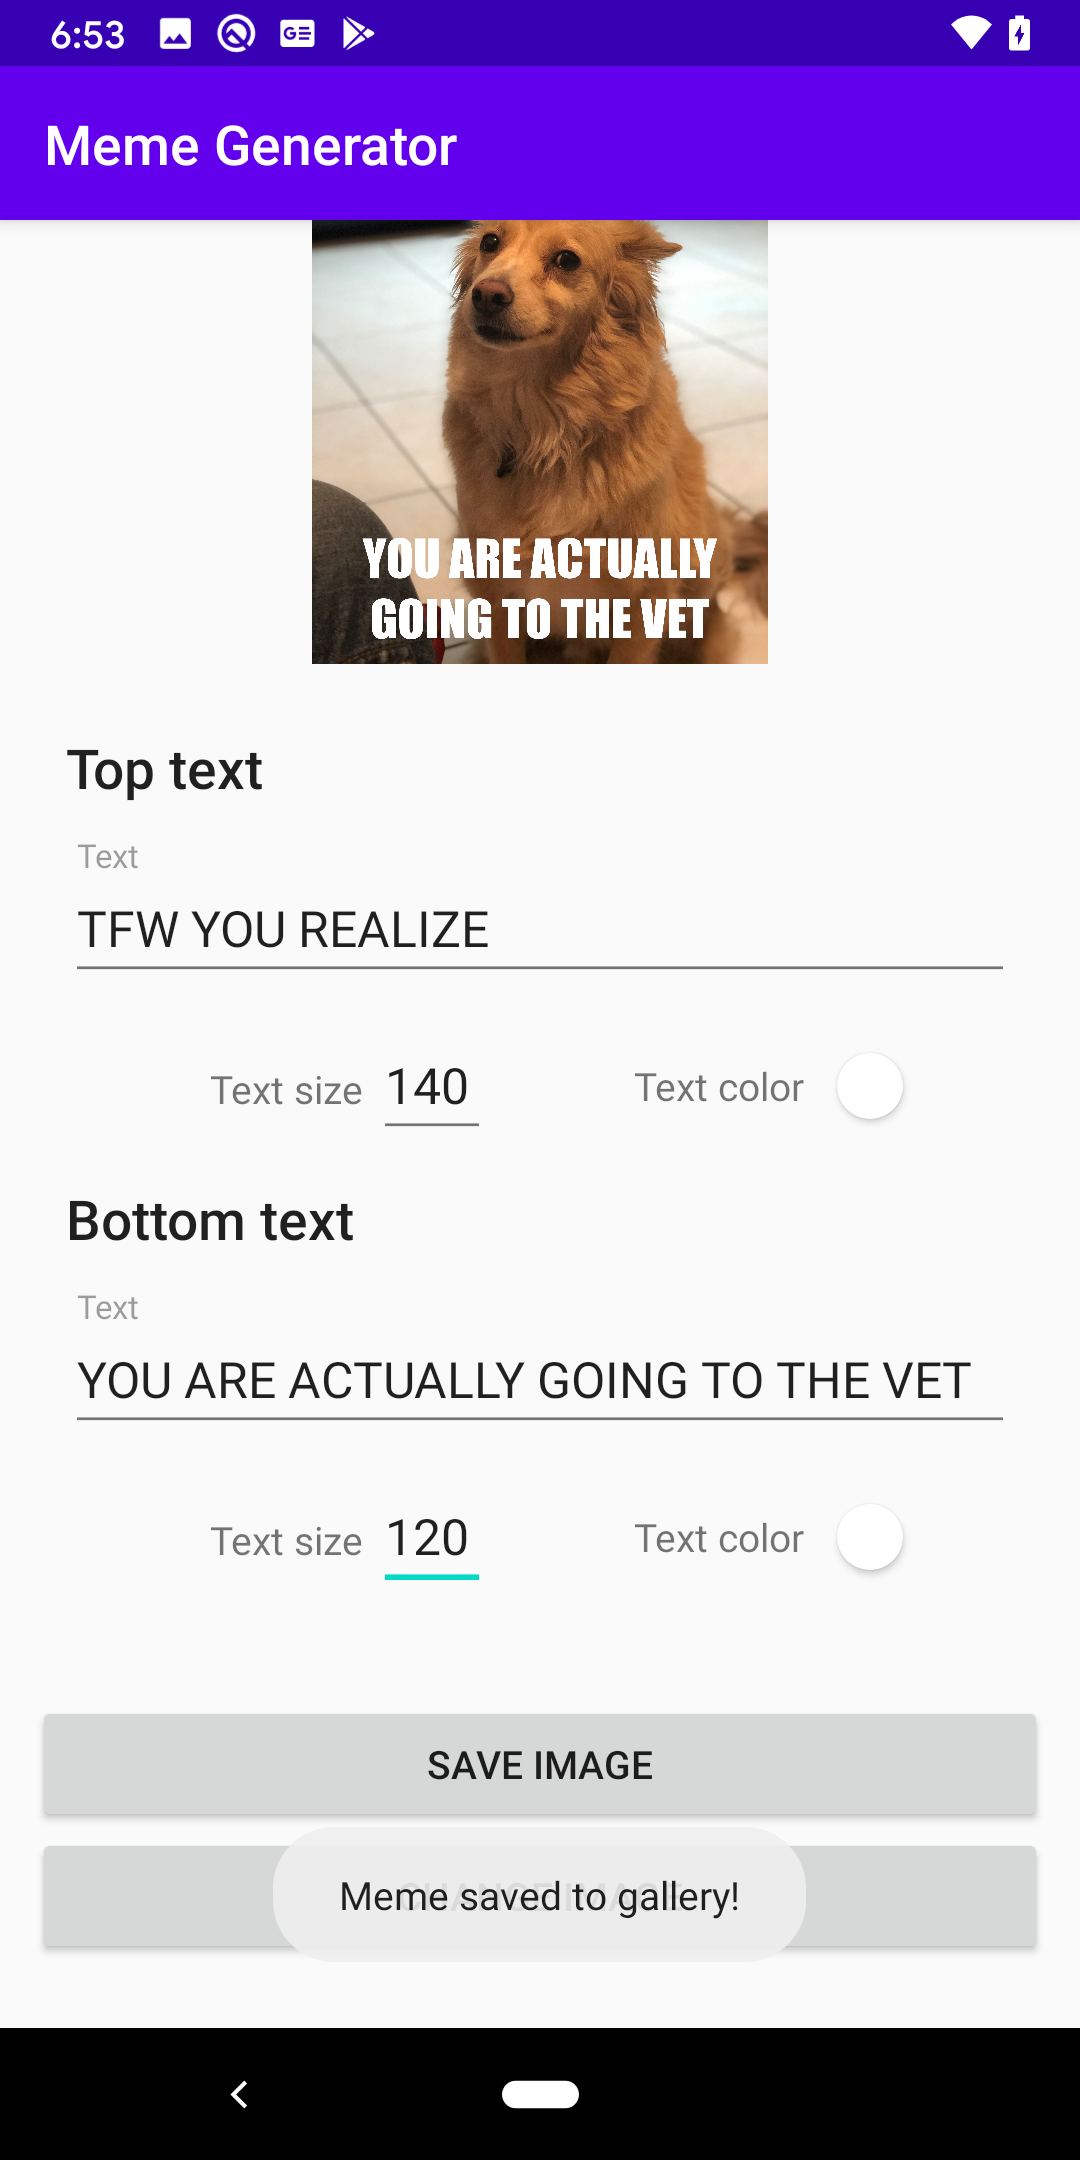 6:53
GE
Meme Generator
YOU ARE ACTUALLY
GOING TO THE VET
Top text
Text
TFW YOU REALIZE
Text size 140 Text color
Bottom text
Text
YOU ARE ACTUALLY GOING TO THE VET
Text size 120 Text color
SAVE IMAGE
Meme saved to gallery!